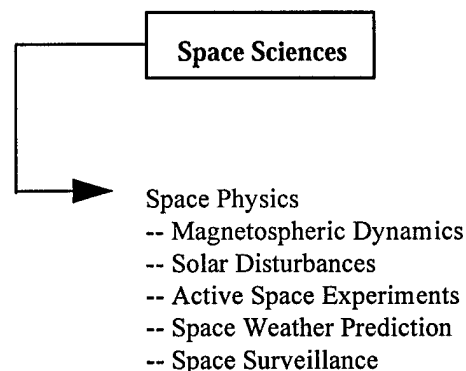 Space Sciences
Space Physics
-- Magnetospheric Dynamics
-- Solar Disturbances
-- Active Space Experiments
-- Space Weather Prediction
-- Space Surveillance